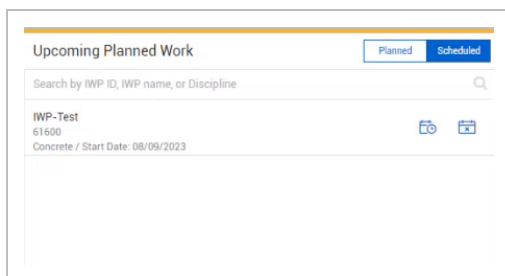 Upcoming Planned Work
Planned
Scheduled
Search by IWP ID, IWP name, or Discipline
IWP-Test
61600
Concrete / Start Date: 08/09/2023